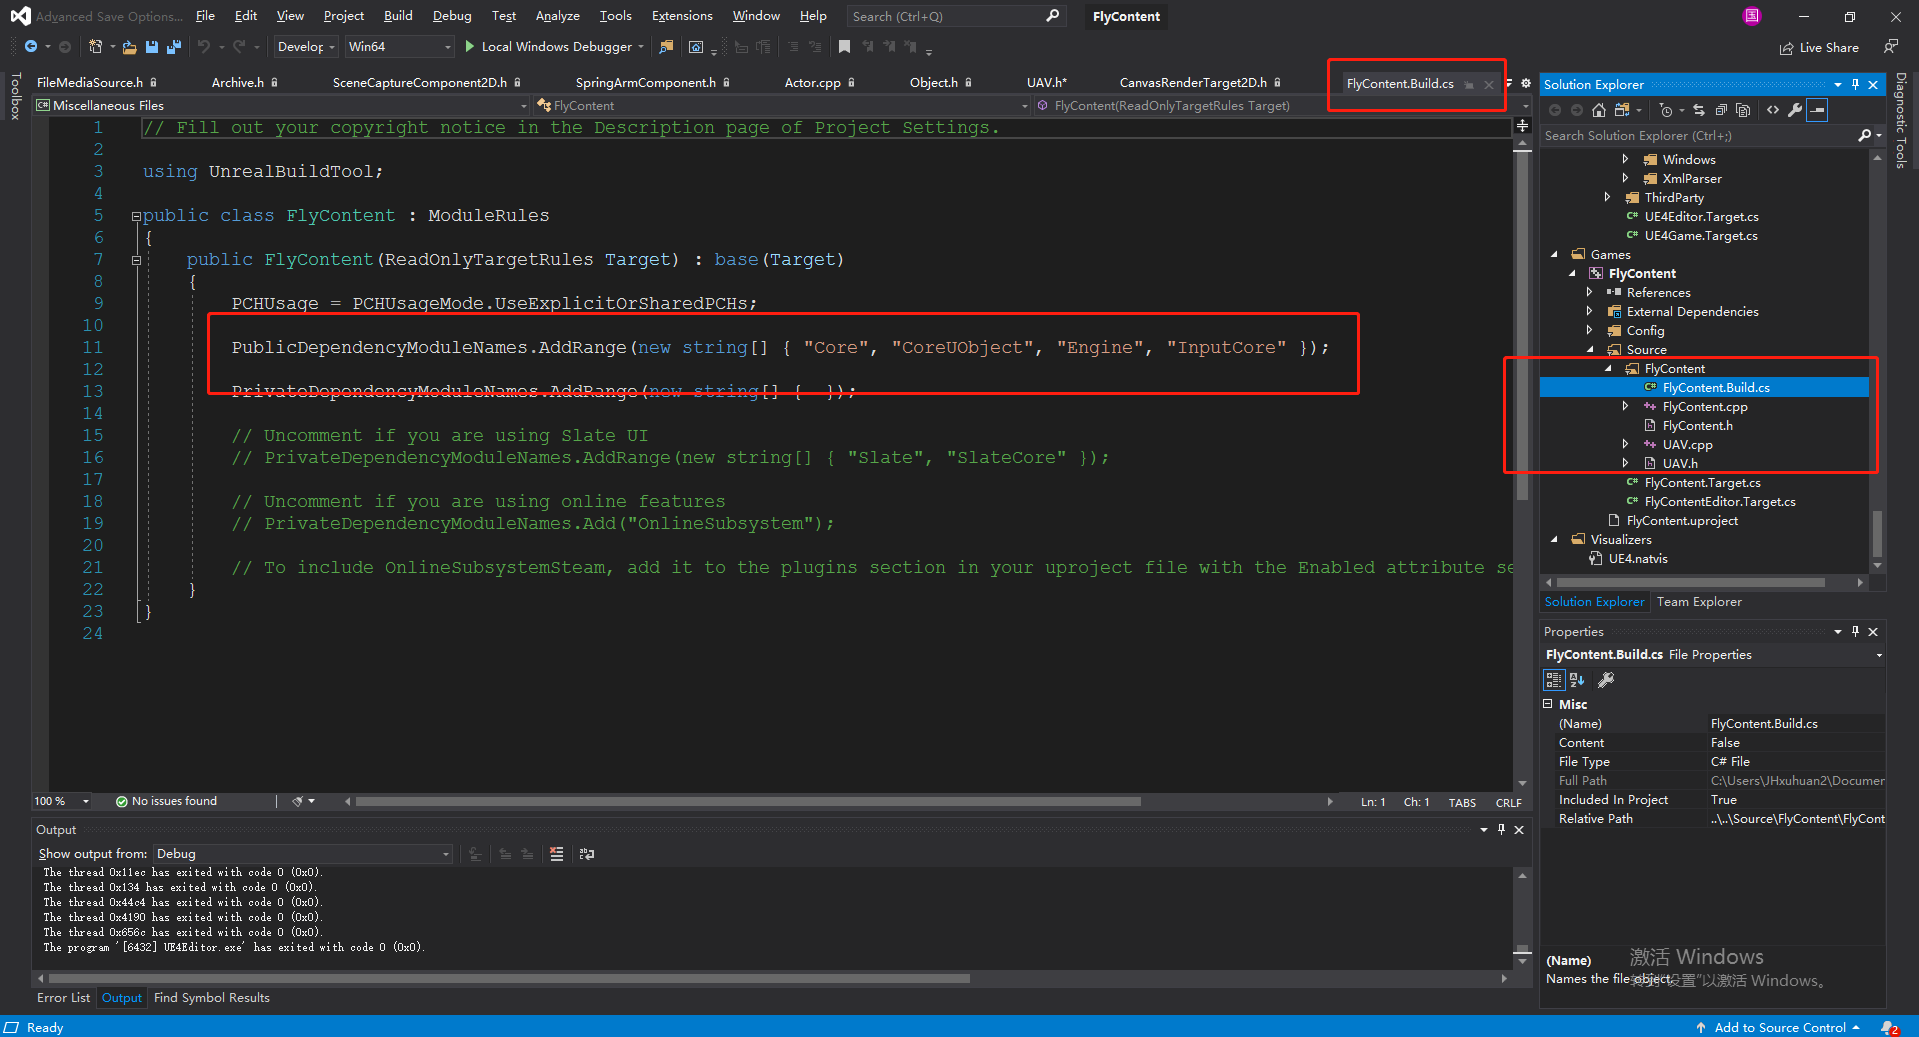 Advanced Save Options... File Edit View Project Build Debug Test Analyze Tools Extensions Window Help Search (Ctrl+Q) FlyContent 国
Develop Win64 Local Windows Debugger Live Share
Toolbox
FileMediaSource.h Archive.h SceneCaptureComponent2D.h SpringArmComponent.h Actor.cpp Object.h UAV.h* CanvasRenderTarget2D.h FlyContent.Build.cs
Miscellaneous Files FlyContent FlyContent(ReadOnlyTargetRules Target)
1 // Fill out your copyright notice in the Description page of Project Settings.
2
3 using UnrealBuildTool;
4
5 public class FlyContent : ModuleRules
6 {
7 public FlyContent(ReadOnlyTargetRules Target) : base(Target)
8 {
9 PCHUsage = PCHUsageMode.UseExplicitOrSharedPCHs;
10
11 PublicDependencyModuleNames.AddRange(new string[] { "Core", "CoreUObject", "Engine", "InputCore" });
12
13 PrivateDependencyModuleNames.AddRange(new string[] {  });
14
15 // Uncomment if you are using Slate UI
16 // PrivateDependencyModuleNames.AddRange(new string[] { "Slate", "SlateCore" });
17
18 // Uncomment if you are using online features
19 // PrivateDependencyModuleNames.Add("OnlineSubsystem");
20
21 // To include OnlineSubsystemSteam, add it to the plugins section in your uproject file with the Enabled attribute se
22 }
23 }
24
100 % No issues found Ln: 1 Ch: 1 TABS CRLF
Output
Show output from: Debug
The thread 0x11ec has exited with code 0 (0x0).
The thread 0x134 has exited with code 0 (0x0).
The thread 0x44c4 has exited with code 0 (0x0).
The thread 0x4190 has exited with code 0 (0x0).
The thread 0x656c has exited with code 0 (0x0).
The program '[6432] UE4Editor.exe' has exited with code 0 (0x0).
Error List Output Find Symbol Results
Solution Explorer
Search Solution Explorer (Ctrl+;)
Windows
XmlParser
ThirdParty
UE4Editor.Target.cs
UE4Game.Target.cs
Games
FlyContent
References
External Dependencies
Config
Source
FlyContent
FlyContent.Build.cs
FlyContent.cpp
FlyContent.h
UAV.cpp
UAV.h
FlyContent.Target.cs
FlyContentEditor.Target.cs
FlyContent.uproject
Visualizers
UE4.natvis
Solution Explorer Team Explorer
Properties
FlyContent.Build.cs File Properties
Misc
(Name) FlyContent.Build.cs
Content False
File Type C# File
Full Path C:\Users\JHxuhuan2\Documen
Included In Project True
Relative Path ..\..\Source\FlyContent\FlyCont
(Name)
Names the file object.
激活 Windows
转到"设置"以激活 Windows。
Diagnostic Tools
Ready Add to Source Control 2